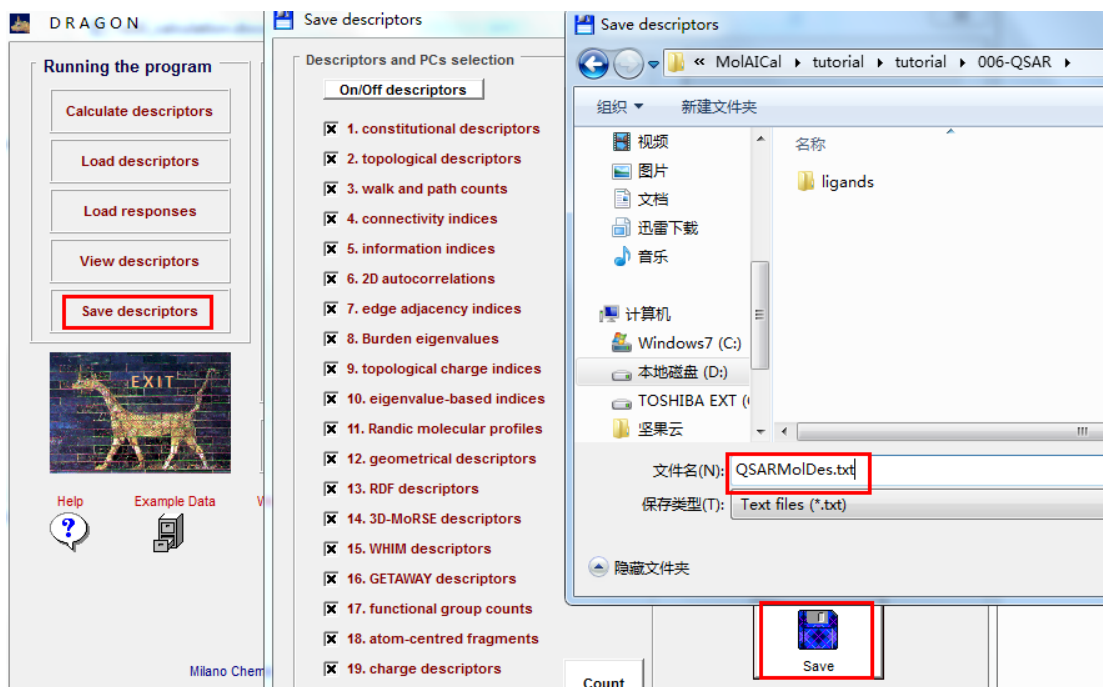 DRAGON
Running the program
Calculate descriptors
Load descriptors
Load responses
View descriptors
Save descriptors
EXIT
Help
Example Data
Milano Chem
Save descriptors
Descriptors and PCs selection
On/Off descriptors
1. constitutional descriptors
2. topological descriptors
3. walk and path counts
4. connectivity indices
5. information indices
6. 2D autocorrelations
7. edge adjacency indices
8. Burden eigenvalues
9. topological charge indices
10. eigenvalue-based indices
11. Randic molecular profiles
12. geometrical descriptors
13. RDF descriptors
14. 3D-MoRSE descriptors
15. WHIM descriptors
16. GETAWAY descriptors
17. functional group counts
18. atom-centred fragments
19. charge descriptors
Count
Save descriptors
« MolAICal ▸ tutorial ▸ tutorial ▸ 006-QSAR ▸
组织 ▼ 新建文件夹
视频
图片
文档
迅雷下载
音乐
计算机
Windows7 (C:)
本地磁盘 (D:)
TOSHIBA EXT (
坚果云
名称
ligands
文件名(N): QSARMolDes.txt
保存类型(T): Text files (*.txt)
隐藏文件夹
Save